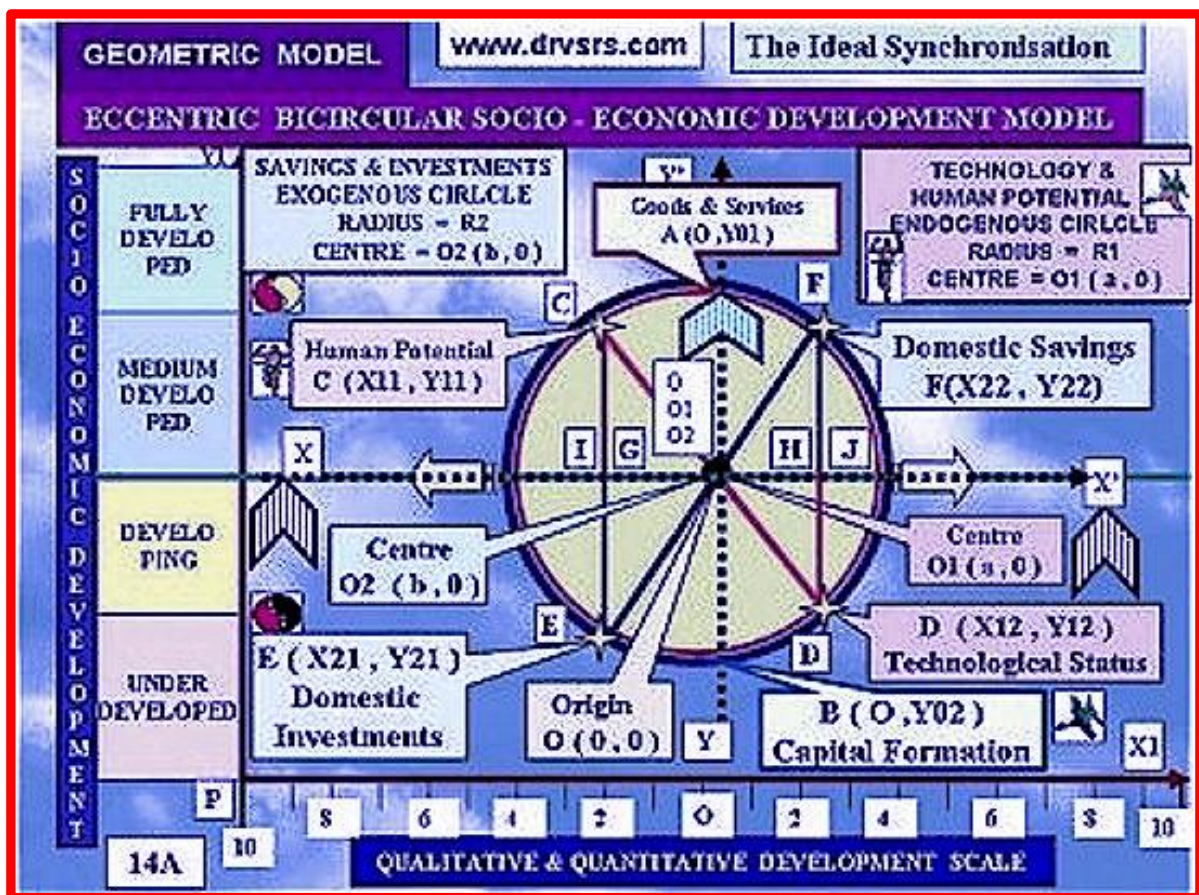 GEOMETRIC MODEL
www.drvsrs.com
The Ideal Synchronisation
ECCENTRIC BICIRCULAR SOCIO - ECONOMIC DEVELOPMENT MODEL
SOCIO ECONOMIC DEVELOPMENT
FULLY
DEVELO
PED
MEDIUM
DEVELO
PED
DEVELO
PING
UNDER
DEVELOPED
SAVINGS & INVESTMENTS
EXOGENOUS CIRLCLE
RADIUS = R2
CENTRE = O2 (b, 0)
Goods & Services
A (O, Y01)
TECHNOLOGY &
HUMAN POTENTIAL
ENDOGENOUS CIRLCLE
RADIUS = R1
CENTRE = O1 (a, 0)
C
F
Human Potential
C (X11, Y11)
O
O1
O2
Domestic Savings
F(X22, Y22)
X
I
G
H
J
X'
Centre
O2 (b, 0)
Centre
O1 (a, 0)
E
D
E (X21, Y21)
Domestic
Investments
Origin
O (0, 0)
Y
D (X12, Y12)
Technological Status
B (O, Y02)
Capital Formation
X1
P
10
8
6
4
2
O
2
4
6
8
10
14A
QUALITATIVE & QUANTITATIVE DEVELOPMENT SCALE